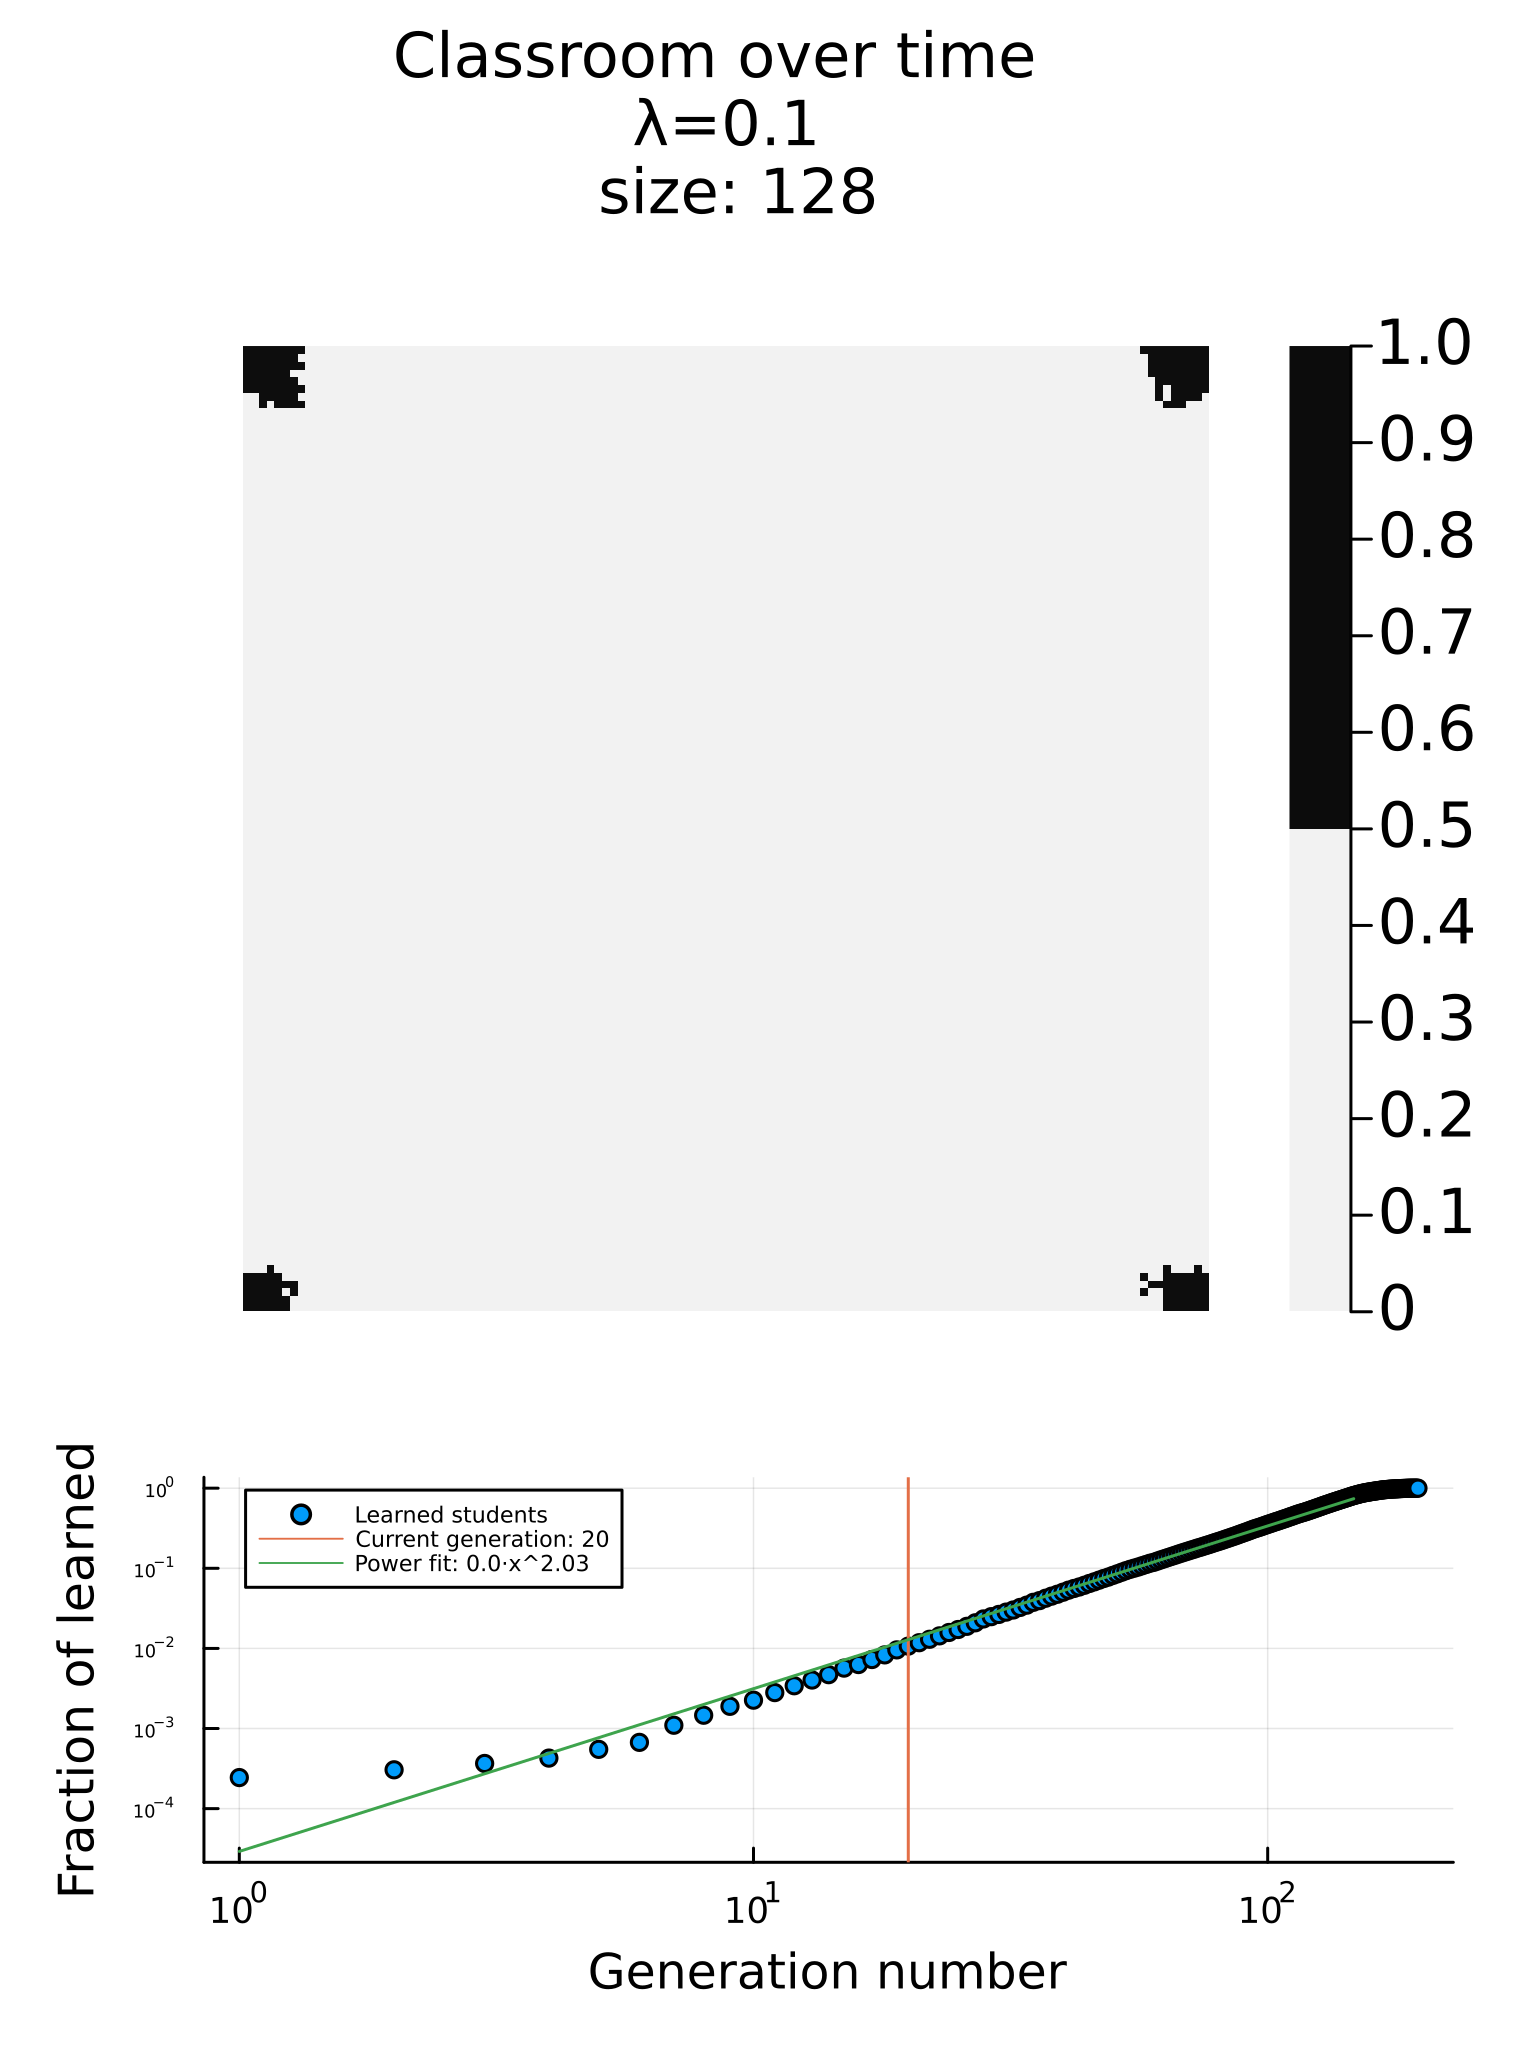 Classroom over time
λ=0.1
size: 128
1.0
0.9
0.8
0.7
0.6
0.5
0.4
0.3
0.2
0.1
0
Fraction of learned
10^0
10^-1
10^-2
10^-3
10^-4
Learned students
Current generation: 20
Power fit: 0.0·x^2.03
10^0 10^1 10^2
Generation number